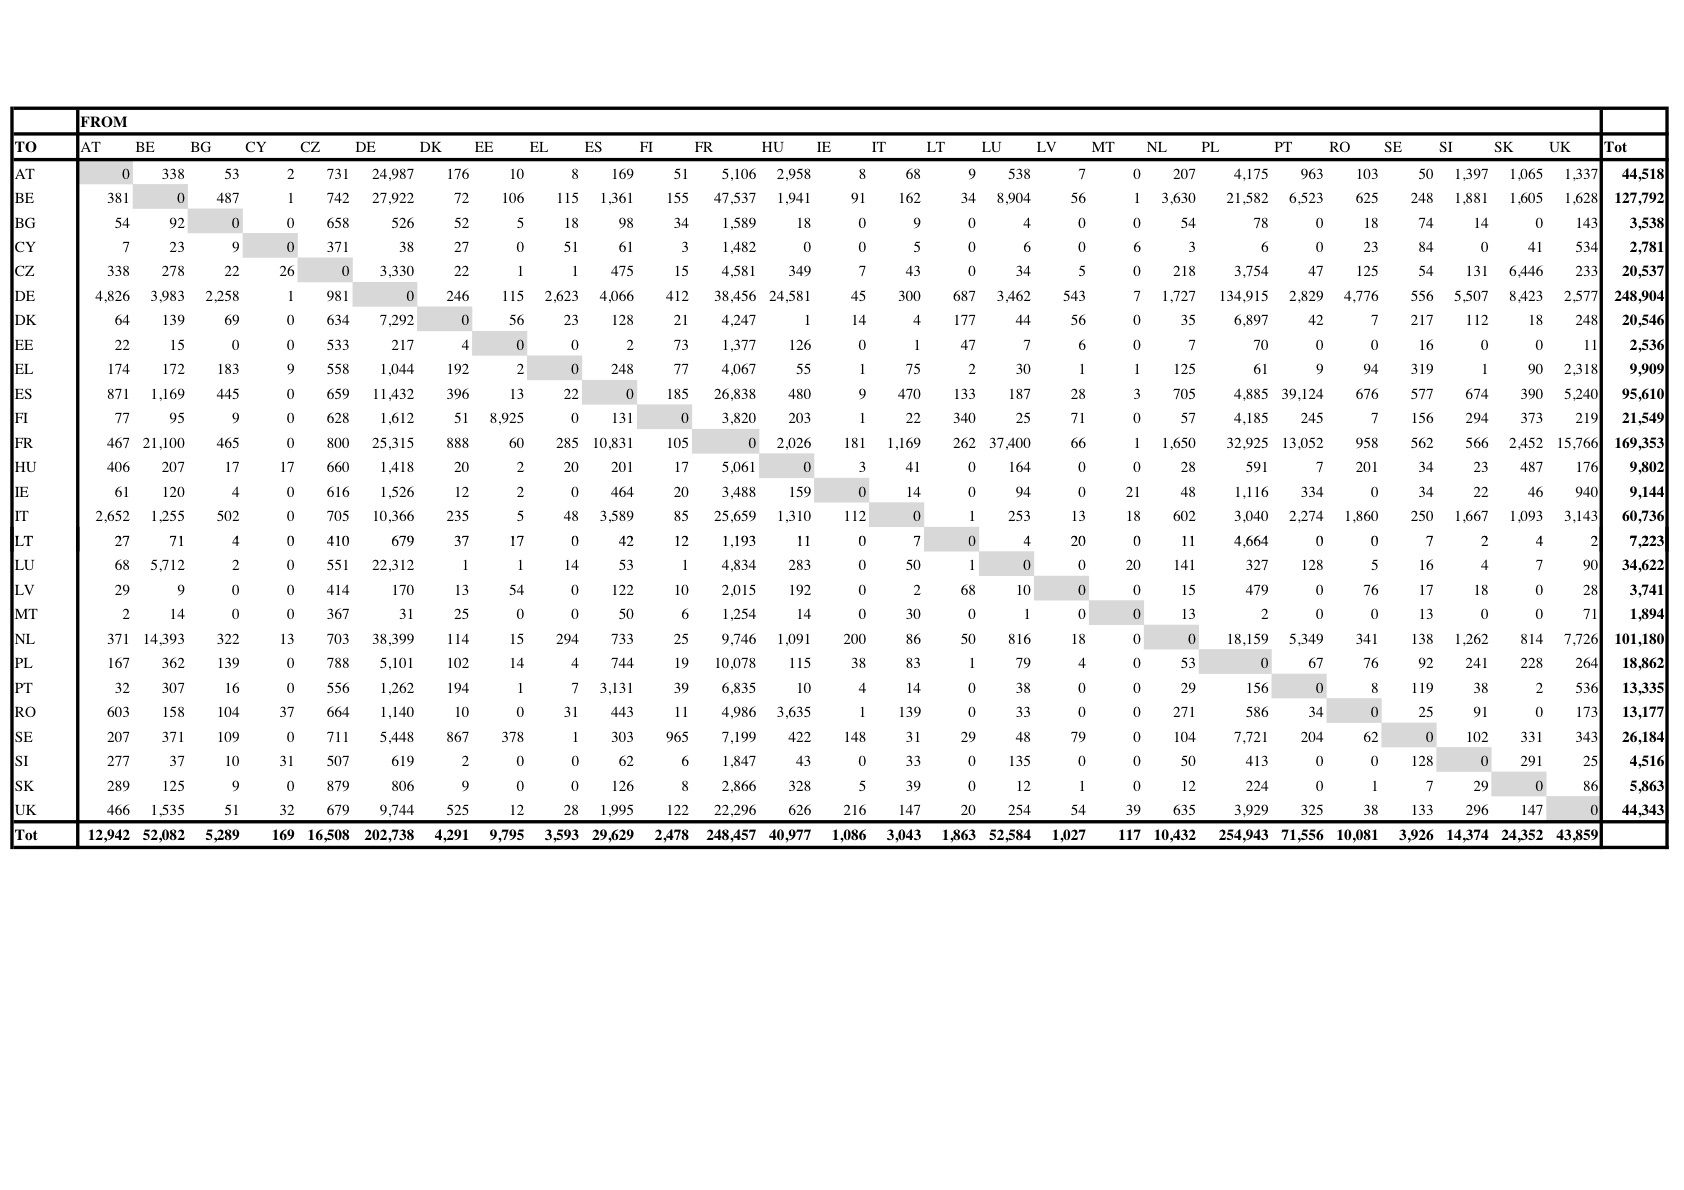 FROM
TO AT BE BG CY CZ DE DK EE EL ES FI FR HU IE IT LT LU LV MT NL PL PT RO SE SI SK UK Tot
AT 0 338 53 2 731 24,987 176 10 8 169 51 5,106 2,958 8 68 9 538 7 0 207 4,175 963 103 50 1,397 1,065 1,337 44,518
BE 381 0 487 1 742 27,922 72 106 115 1,361 155 47,537 1,941 91 162 34 8,904 56 1 3,630 21,582 6,523 625 248 1,881 1,605 1,628 127,792
BG 54 92 0 0 658 526 52 5 18 98 34 1,589 18 0 9 0 4 0 0 54 78 0 18 74 14 0 143 3,538
CY 7 23 9 0 371 38 27 0 51 61 3 1,482 0 0 5 0 6 0 6 3 6 0 23 84 0 41 534 2,781
CZ 338 278 22 26 0 3,330 22 1 1 475 15 4,581 349 7 43 0 34 5 0 218 3,754 47 125 54 131 6,446 233 20,537
DE 4,826 3,983 2,258 1 981 0 246 115 2,623 4,066 412 38,456 24,581 45 300 687 3,462 543 7 1,727 134,915 2,829 4,776 556 5,507 8,423 2,577 248,904
DK 64 139 69 0 634 7,292 0 56 23 128 21 4,247 1 14 4 177 44 56 0 35 6,897 42 7 217 112 18 248 20,546
EE 22 15 0 0 533 217 4 0 0 2 73 1,377 126 0 1 47 7 6 0 7 70 0 0 16 0 0 11 2,536
EL 174 172 183 9 558 1,044 192 2 0 248 77 4,067 55 1 75 2 30 1 1 125 61 9 94 319 1 90 2,318 9,909
ES 871 1,169 445 0 659 11,432 396 13 22 0 185 26,838 480 9 470 133 187 28 3 705 4,885 39,124 676 577 674 390 5,240 95,610
FI 77 95 9 0 628 1,612 51 8,925 0 131 0 3,820 203 1 22 340 25 71 0 57 4,185 245 7 156 294 373 219 21,549
FR 467 21,100 465 0 800 25,315 888 60 285 10,831 105 0 2,026 181 1,169 262 37,400 66 1 1,650 32,925 13,052 958 562 566 2,452 15,766 169,353
HU 406 207 17 17 660 1,418 20 2 20 201 17 5,061 0 3 41 0 164 0 0 28 591 7 201 34 23 487 176 9,802
IE 61 120 4 0 616 1,526 12 2 0 464 20 3,488 159 0 14 0 94 0 21 48 1,116 334 0 34 22 46 940 9,144
IT 2,652 1,255 502 0 705 10,366 235 5 48 3,589 85 25,659 1,310 112 0 1 253 13 18 602 3,040 2,274 1,860 250 1,667 1,093 3,143 60,736
LT 27 71 4 0 410 679 37 17 0 42 12 1,193 11 0 7 0 4 20 0 11 4,664 0 0 7 2 4 2 7,223
LU 68 5,712 2 0 551 22,312 1 1 14 53 1 4,834 283 0 50 1 0 0 20 141 327 128 5 16 4 7 90 34,622
LV 29 9 0 0 414 170 13 54 0 122 10 2,015 192 0 2 68 10 0 0 15 479 0 76 17 18 0 28 3,741
MT 2 14 0 0 367 31 25 0 0 50 6 1,254 14 0 30 0 1 0 0 13 2 0 0 13 0 0 71 1,894
NL 371 14,393 322 13 703 38,399 114 15 294 733 25 9,746 1,091 200 86 50 816 18 0 0 18,159 5,349 341 138 1,262 814 7,726 101,180
PL 167 362 139 0 788 5,101 102 14 4 744 19 10,078 115 38 83 1 79 4 0 53 0 67 76 92 241 228 264 18,862
PT 32 307 16 0 556 1,262 194 1 7 3,131 39 6,835 10 4 14 0 38 0 0 29 156 0 8 119 38 2 536 13,335
RO 603 158 104 37 664 1,140 10 0 31 443 11 4,986 3,635 1 139 0 33 0 0 271 586 34 0 25 91 0 173 13,177
SE 207 371 109 0 711 5,448 867 378 1 303 965 7,199 422 148 31 29 48 79 0 104 7,721 204 62 0 102 331 343 26,184
SI 277 37 10 31 507 619 2 0 0 62 6 1,847 43 0 33 0 135 0 0 50 413 0 0 128 0 291 25 4,516
SK 289 125 9 0 879 806 9 0 0 126 8 2,866 328 5 39 0 12 1 0 12 224 0 1 7 29 0 86 5,863
UK 466 1,535 51 32 679 9,744 525 12 28 1,995 122 22,296 626 216 147 20 254 54 39 635 3,929 325 38 133 296 147 0 44,343
Tot 12,942 52,082 5,289 169 16,508 202,738 4,291 9,795 3,593 29,629 2,478 248,457 40,977 1,086 3,043 1,863 52,584 1,027 117 10,432 254,943 71,556 10,081 3,926 14,374 24,352 43,859